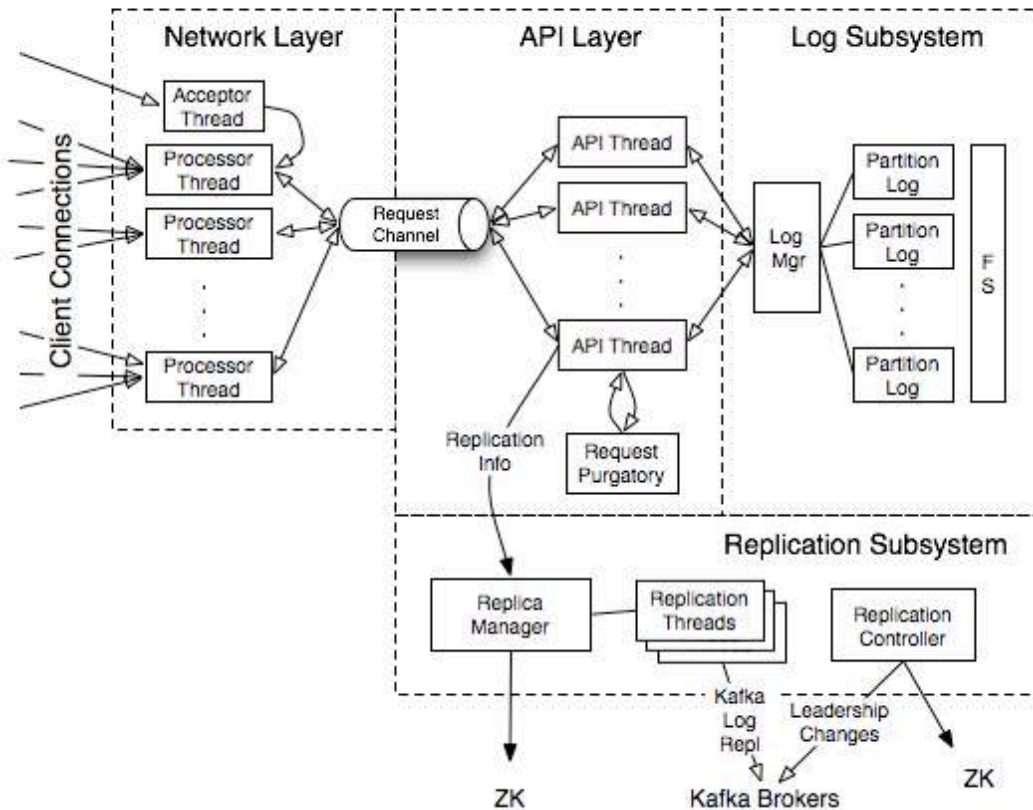 Network Layer
API Layer
Log Subsystem
Client Connections
Acceptor
Thread
Processor
Thread
Processor
Thread
Processor
Thread
Request
Channel
API Thread
API Thread
API Thread
Replication
Info
Request
Purgatory
Log
Mgr
Partition
Log
Partition
Log
Partition
Log
F
S
Replication Subsystem
Replica
Manager
Replication
Threads
Replication
Controller
Kafka
Log
Repl
Leadership
Changes
ZK
Kafka Brokers
ZK